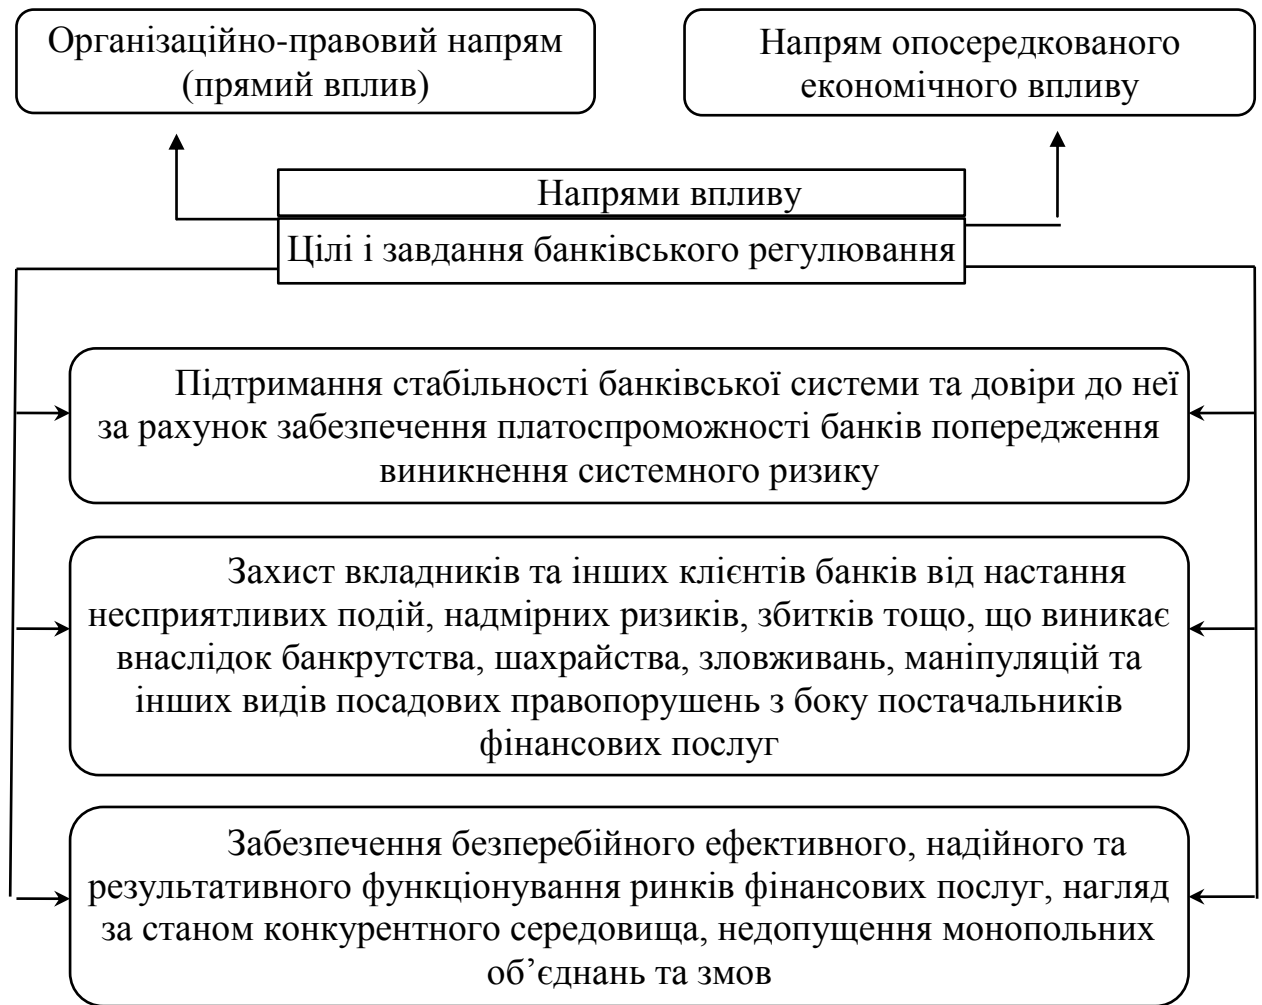 Організаційно-правовий напрям
(прямий вплив)
Напрям опосередкованого
економічного впливу
Напрями впливу
Цілі і завдання банківського регулювання
Підтримання стабільності банківської системи та довіри до неї
за рахунок забезпечення платоспроможності банків попередження
виникнення системного ризику
Захист вкладників та інших клієнтів банків від настання
несприятливих подій, надмірних ризиків, збитків тощо, що виникає
внаслідок банкрутства, шахрайства, зловживань, маніпуляцій та
інших видів посадових правопорушень з боку постачальників
фінансових послуг
Забезпечення безперебійного ефективного, надійного та
результативного функціонування ринків фінансових послуг, нагляд
за станом конкурентного середовища, недопущення монопольних
об’єднань та змов